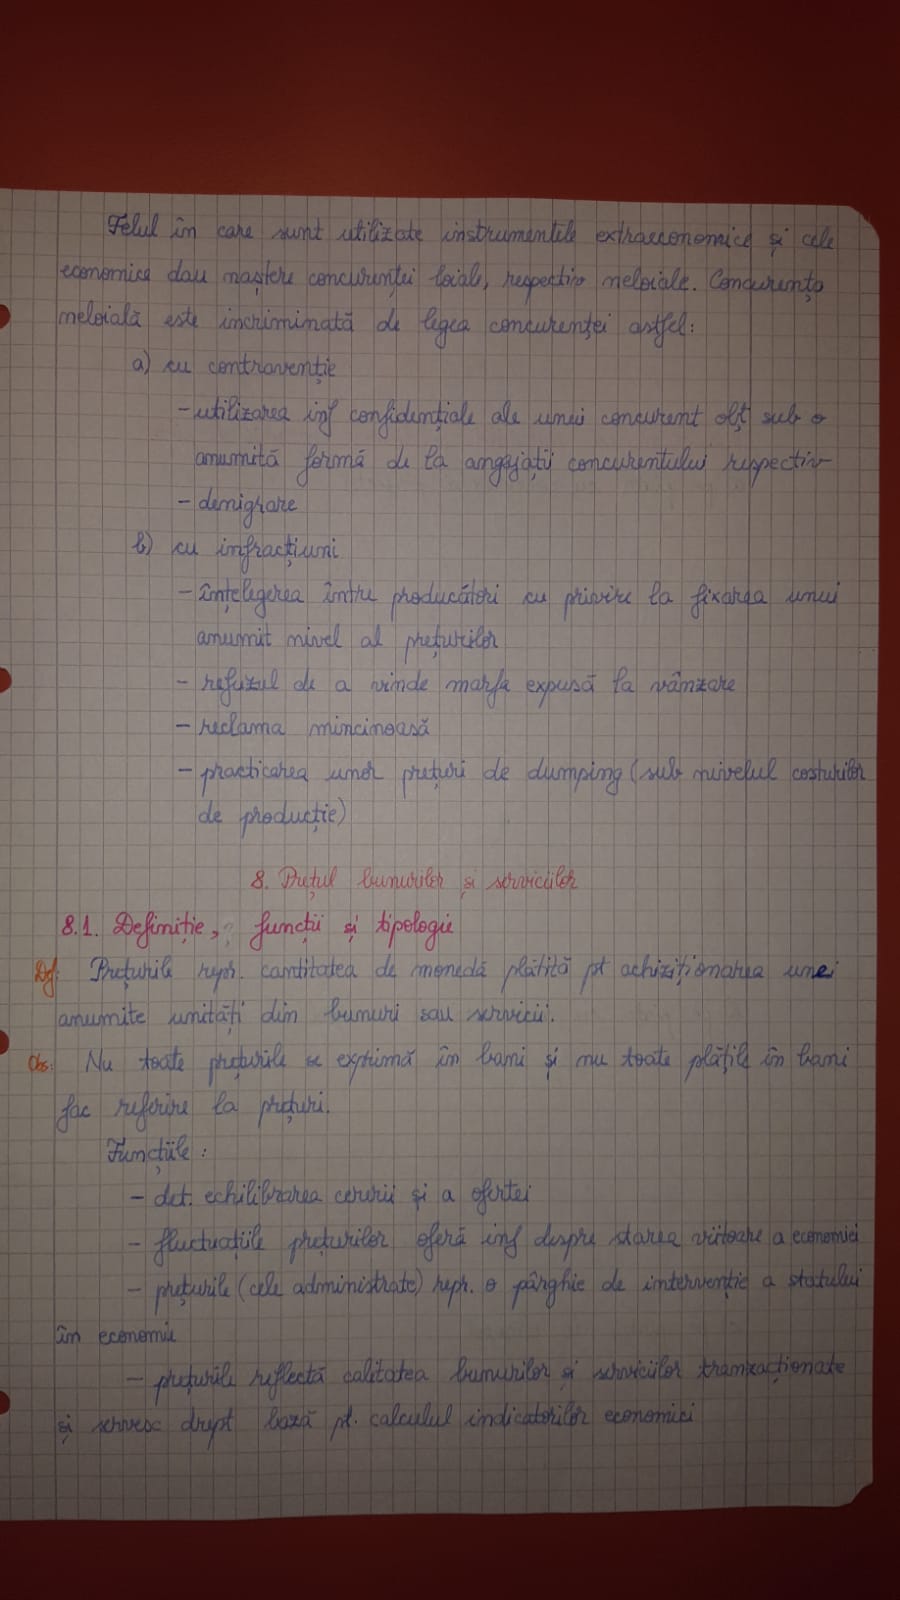 Felul în care sunt utilizate instrumentele extraeconomice și cele
economice dau naștere concurenții loiale, respectiv neloiale. Concurența
neloială este incriminată de legea concurenței astfel:
a) cu contravenție
- utilizarea inf confidențiale ale unui concurent obț sub o
anumită formă de la angajații concurentului respectiv
- denigrare
b) cu infracțiuni
- înțelegerea între producători cu privire la fixarea unui
anumit nivel al prețurilor
- refuzul de a vinde marfa expusă la vânzare
- reclama mincinoasă
- practicarea unor prețuri de dumping (sub nivelul costurilor
de producție)
8. Prețul bunurilor și serviciilor
8.1. Definiție, funcții și tipologie
Def: Prețurile repr. cantitatea de monedă plătită pt achiziționarea unei
anumite unități din bunuri sau servicii.
Obs: Nu toate prețurile se exprimă în bani și nu toate plățile în bani
fac referire la prețuri.
Funcțiile:
- det. echilibrarea cererii și a ofertei
- fluctuațiile prețurilor oferă inf despre starea viitoare a economiei
- prețurile (cele administrate) repr. o pârghie de intervenție a statului
în economie
- prețurile reflectă calitatea bunurilor și serviciilor tranzacționate
și servesc drept bază pt. calculul indicatorilor economici